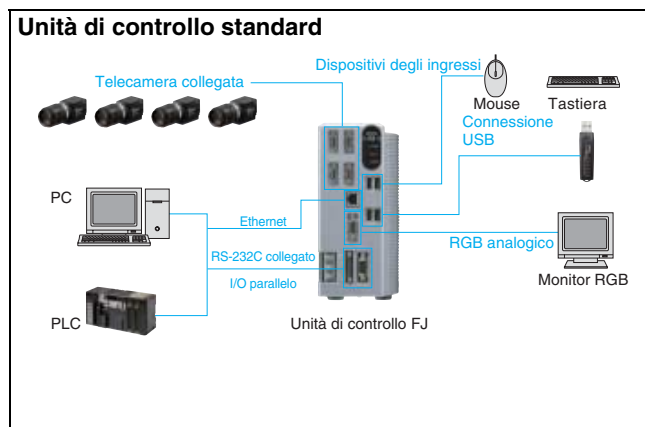 Unità di controllo standard
Dispositivi degli ingressi
Telecamera collegata
Mouse
Tastiera
Connessione
USB
PC
Ethernet
RS-232C collegato
RGB analogico
I/O parallelo
Monitor RGB
PLC
Unità di controllo FJ